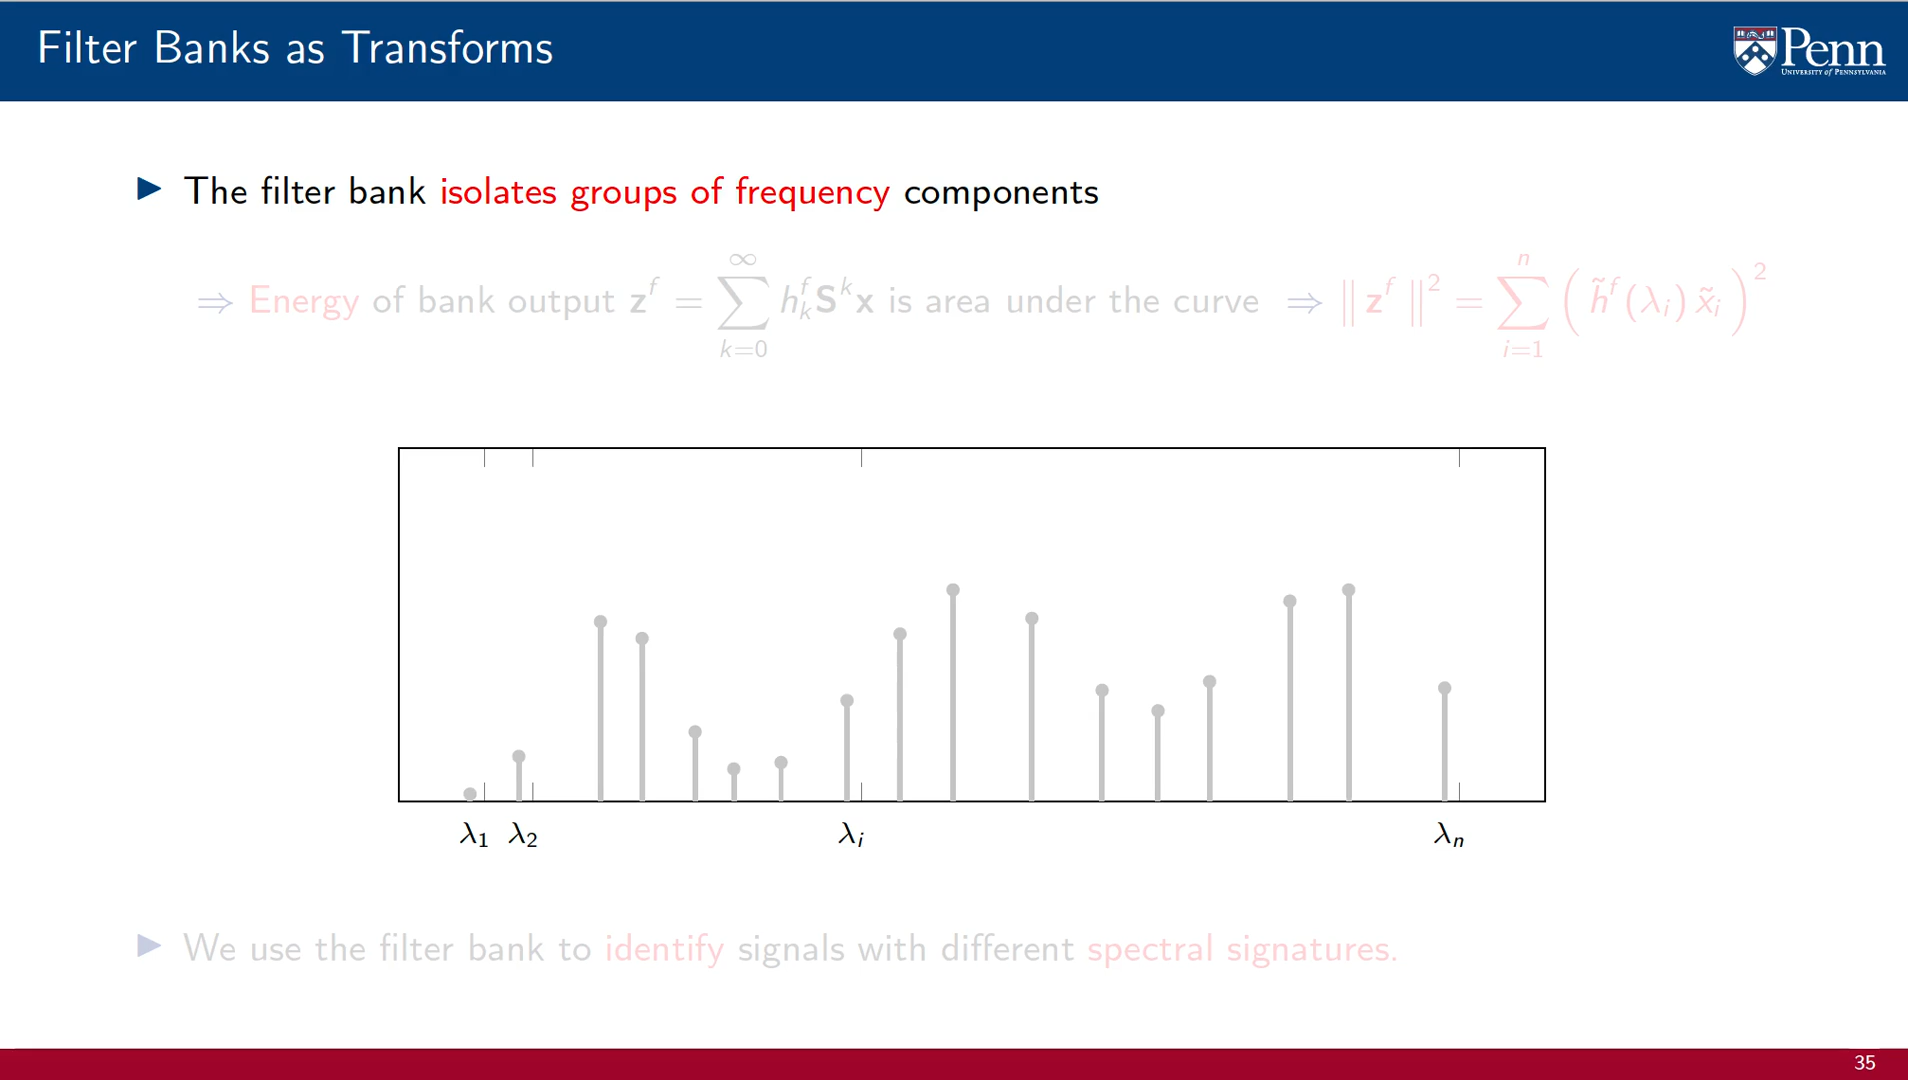 Filter Banks as Transforms
Penn
UNIVERSITY of PENNSYLVANIA
▶ The filter bank isolates groups of frequency components
⇒ Energy of bank output z^f = ∑_{k=0}^{∞} h_k^f S^k x is area under the curve ⇒ ‖ z^f ‖² = ∑_{i=1}^{n} ( h̃^f(λ_i) x̃_i )²
λ₁ λ₂ λ_i λ_n
▶ We use the filter bank to identify signals with different spectral signatures.
35